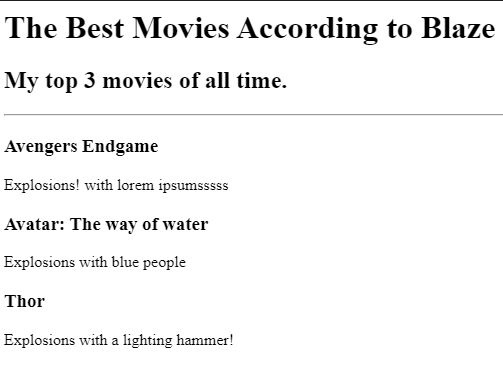 The Best Movies According to Blaze
My top 3 movies of all time.
Avengers Endgame
Explosions! with lorem ipsumsssss
Avatar: The way of water
Explosions with blue people
Thor
Explosions with a lighting hammer!